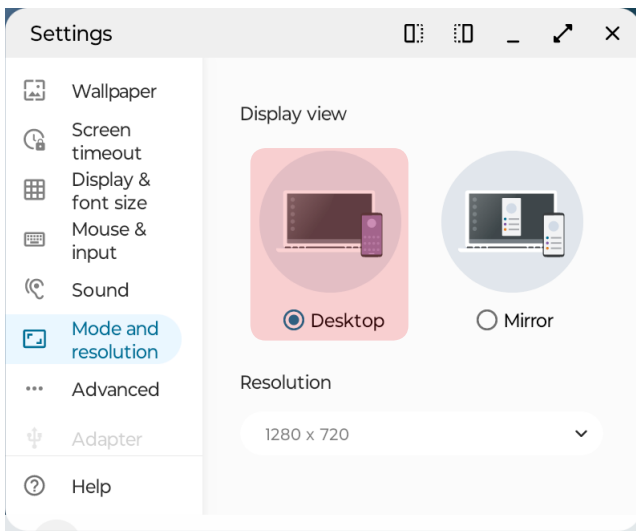 Settings
Wallpaper
Screen
timeout
Display &
font size
Mouse &
input
Sound
Mode and
resolution
Advanced
Adapter
Help
Display view
Desktop
Mirror
Resolution
1280 x 720